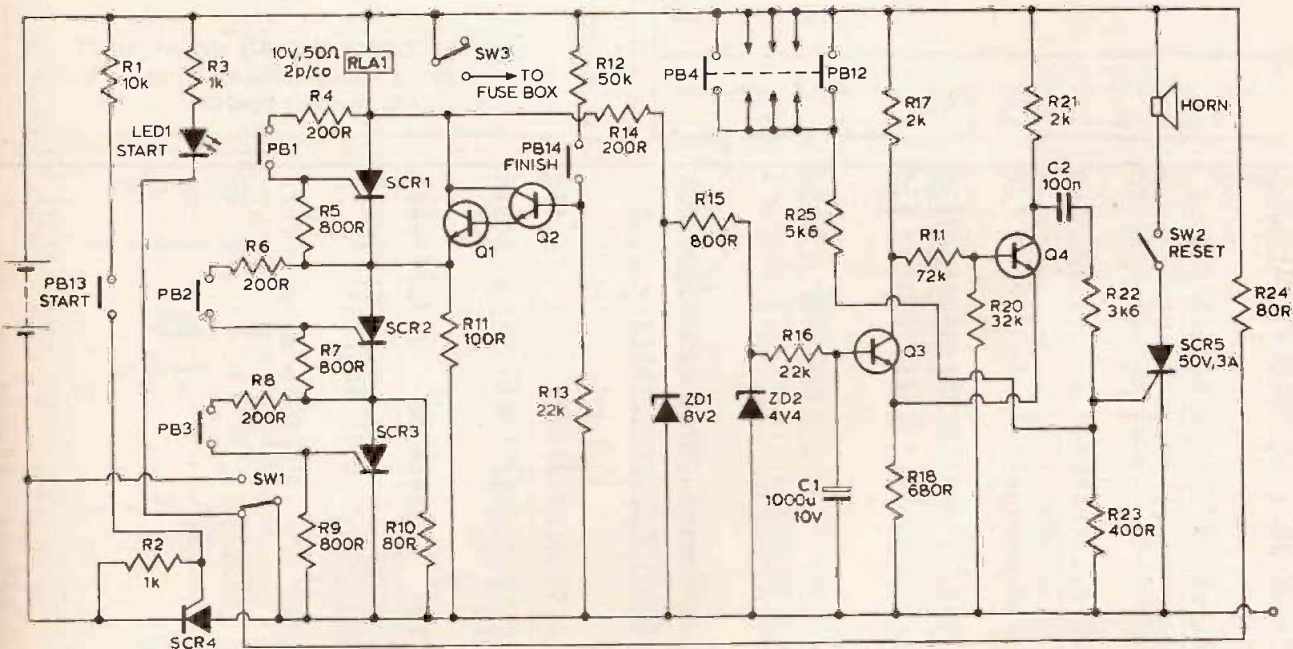 R1
10k
R3
1k
LED1
START
10V,50Ω
2p/co
RLA1
SW3
TO
FUSE BOX
R12
50k
R4
200R
PB1
SCR1
R5
800R
R14
200R
PB14
FINISH
Q1
Q2
PB4
PB12
R17
2k
R21
2k
HORN
C2
100n
R25
5k6
R15
800R
R6
200R
PB13
START
PB2
SCR2
R7
800R
R11
100R
R8
200R
PB3
SCR3
R13
22k
R16
22k
R11
72k
Q4
R20
32k
Q3
R22
3k6
SW2
RESET
SCR5
50V,3A
R24
80R
ZD1
8V2
ZD2
4V4
SW1
R9
800R
R10
80R
C1
1000u
10V
R18
680R
R23
400R
R2
1k
SCR4